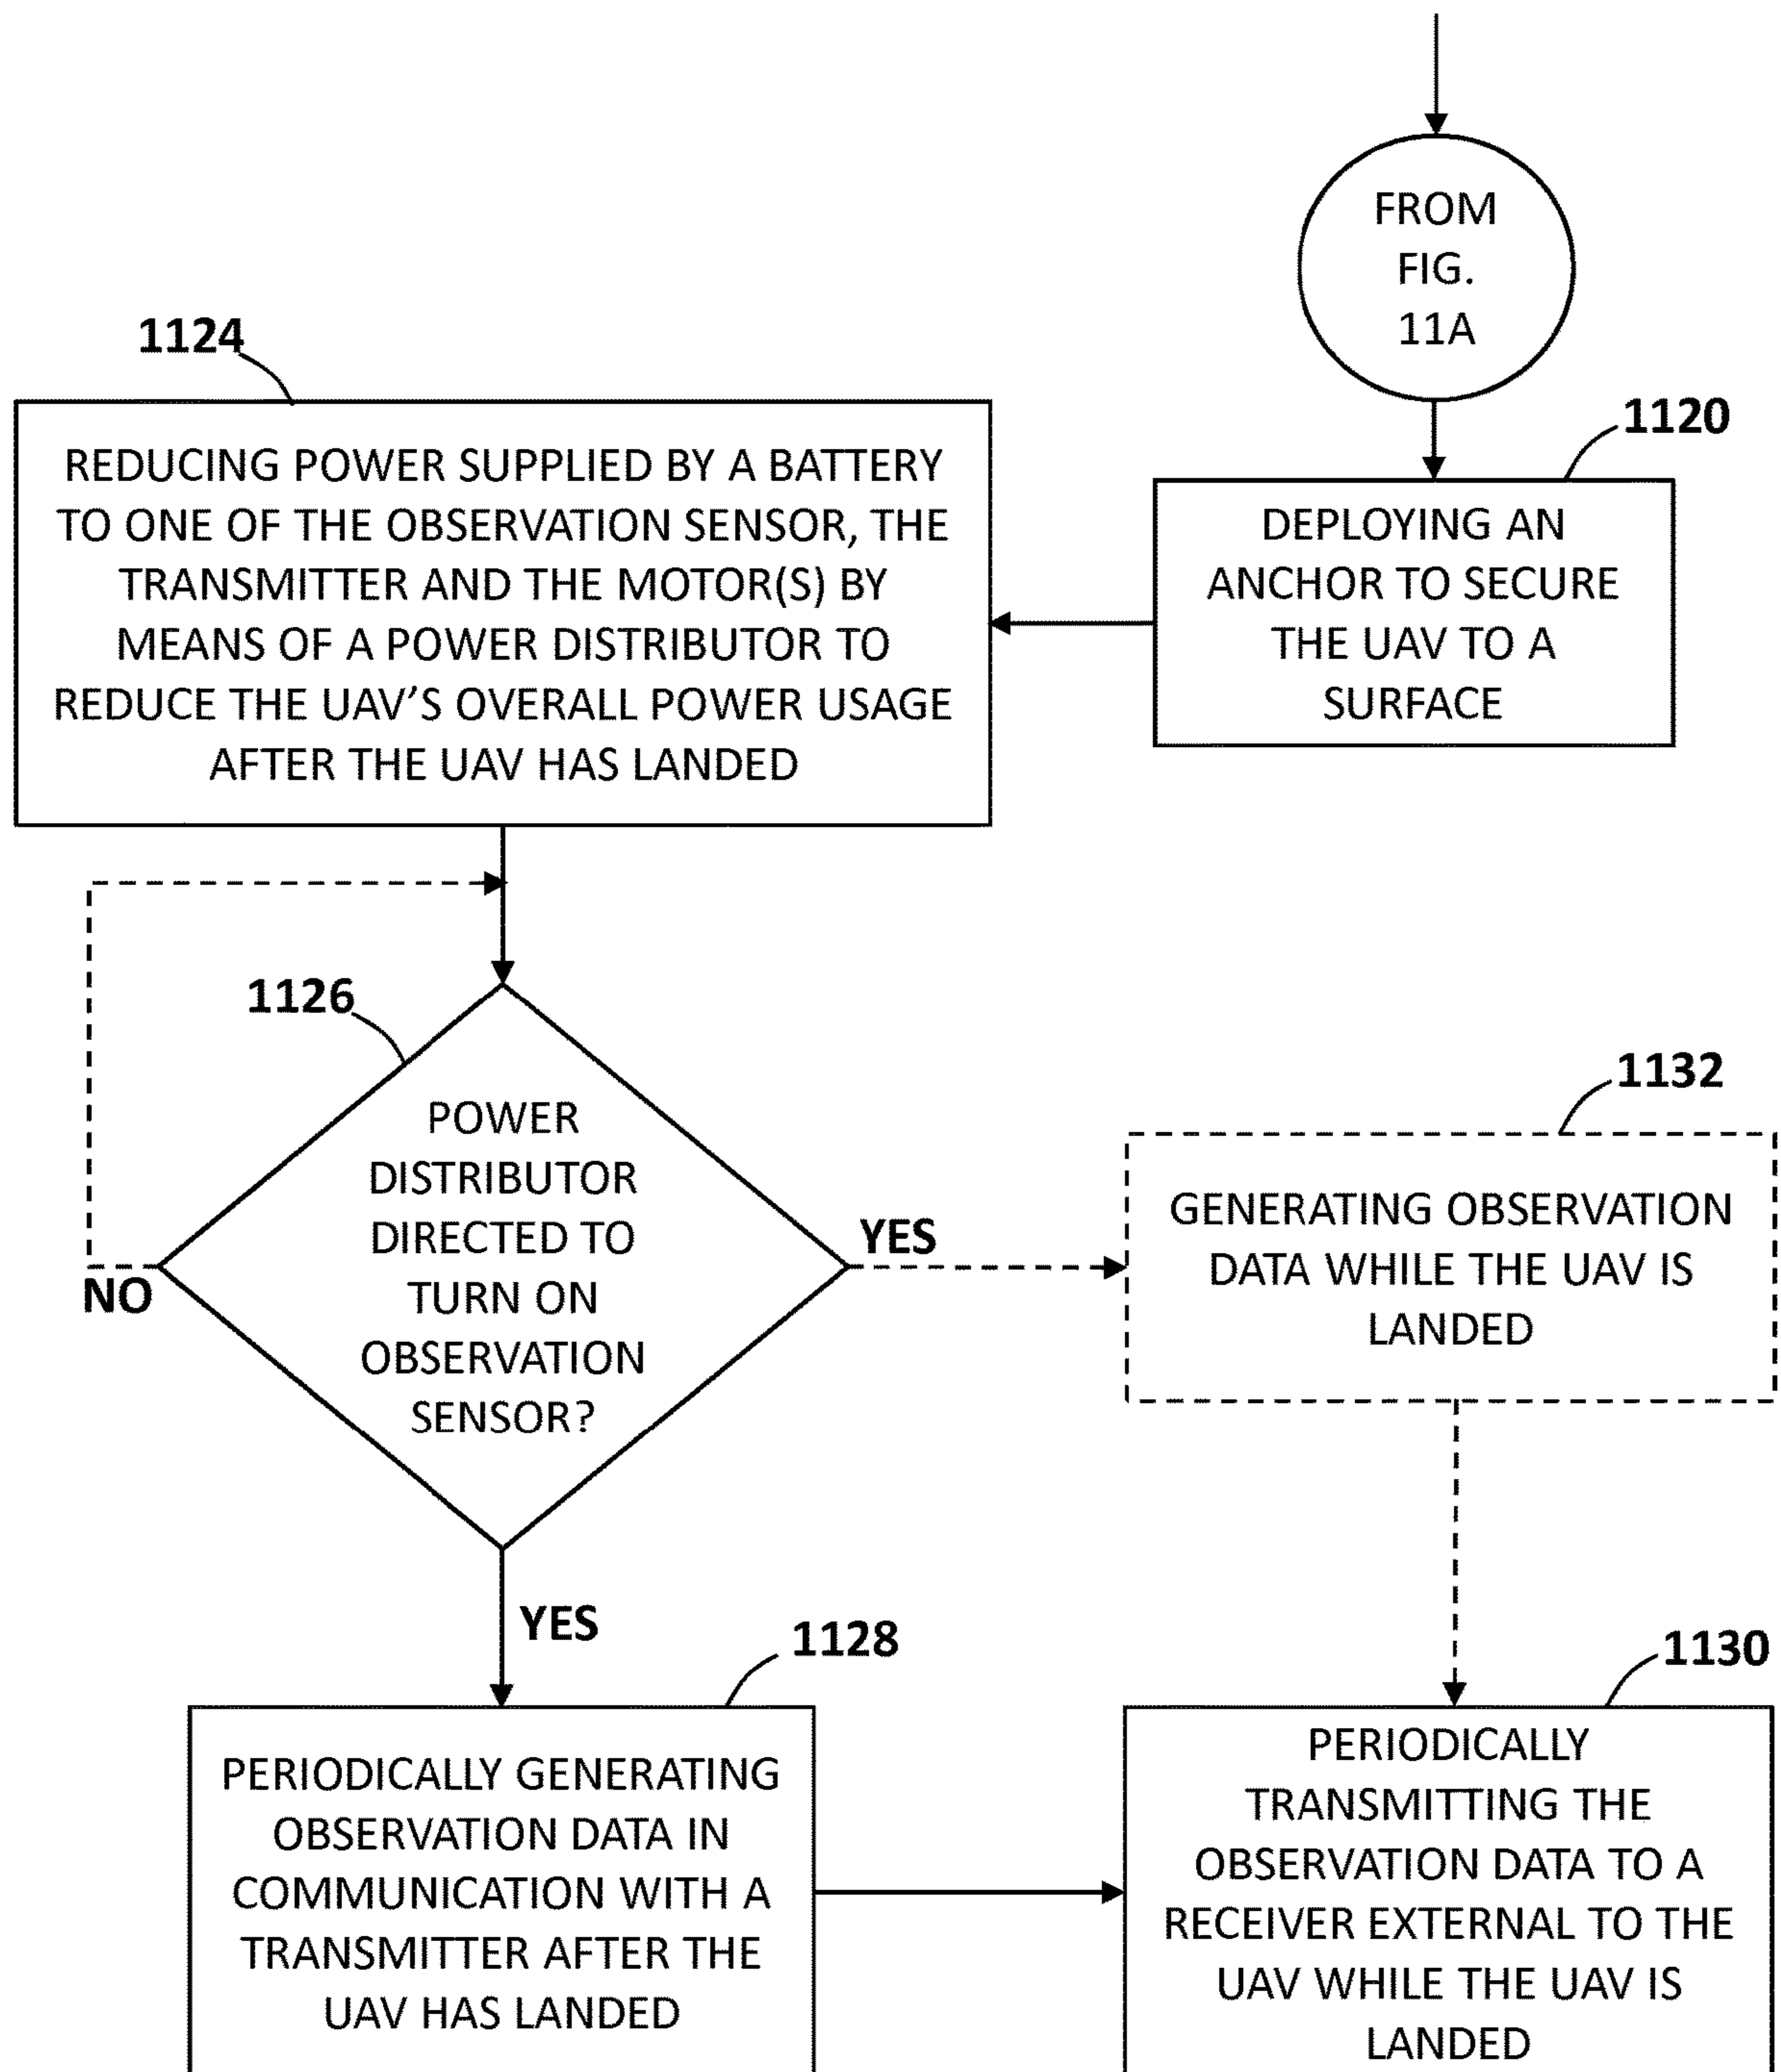 FROM
FIG.
11A
1120
DEPLOYING AN
ANCHOR TO SECURE
THE UAV TO A
SURFACE
1124
REDUCING POWER SUPPLIED BY A BATTERY
TO ONE OF THE OBSERVATION SENSOR, THE
TRANSMITTER AND THE MOTOR(S) BY
MEANS OF A POWER DISTRIBUTOR TO
REDUCE THE UAV'S OVERALL POWER USAGE
AFTER THE UAV HAS LANDED
1126
POWER
DISTRIBUTOR
DIRECTED TO
TURN ON
OBSERVATION
SENSOR?
NO
YES
1132
GENERATING OBSERVATION
DATA WHILE THE UAV IS
LANDED
YES
1128
PERIODICALLY GENERATING
OBSERVATION DATA IN
COMMUNICATION WITH A
TRANSMITTER AFTER THE
UAV HAS LANDED
1130
PERIODICALLY
TRANSMITTING THE
OBSERVATION DATA TO A
RECEIVER EXTERNAL TO THE
UAV WHILE THE UAV IS
LANDED